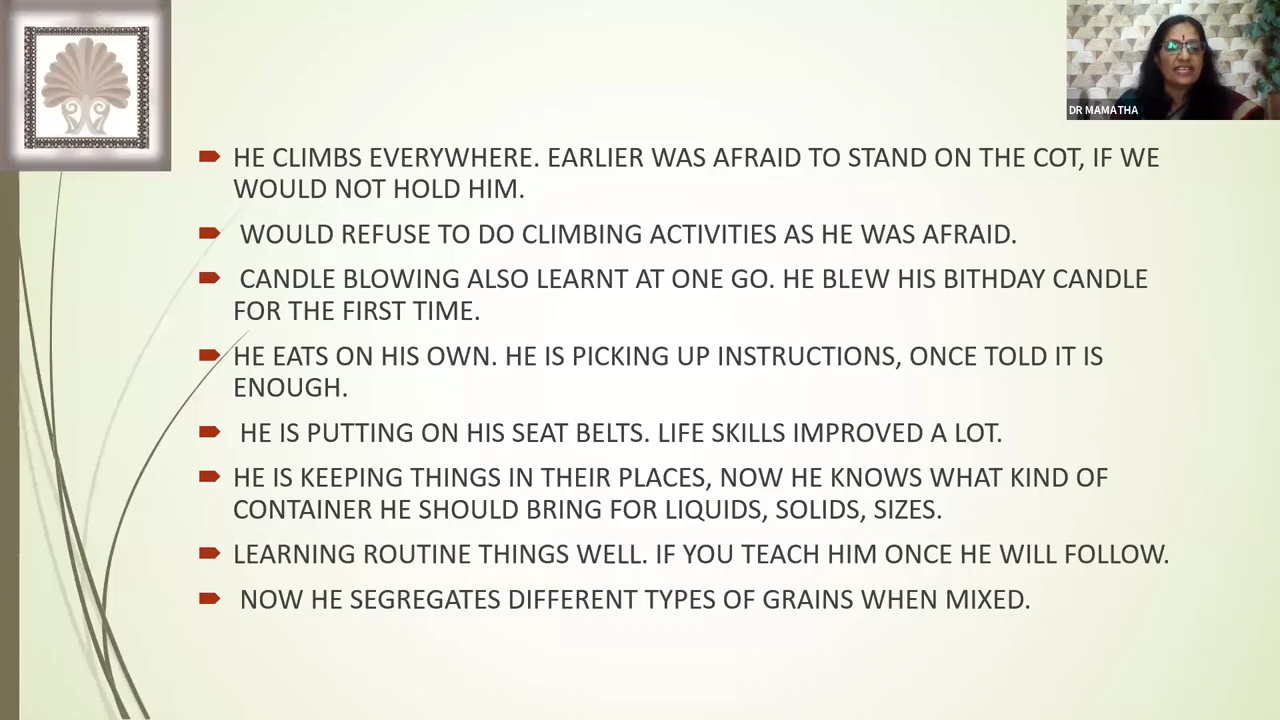 DR MAMATHA
HE CLIMBS EVERYWHERE. EARLIER WAS AFRAID TO STAND ON THE COT, IF WE
WOULD NOT HOLD HIM.
WOULD REFUSE TO DO CLIMBING ACTIVITIES AS HE WAS AFRAID.
CANDLE BLOWING ALSO LEARNT AT ONE GO. HE BLEW HIS BITHDAY CANDLE
FOR THE FIRST TIME.
HE EATS ON HIS OWN. HE IS PICKING UP INSTRUCTIONS, ONCE TOLD IT IS
ENOUGH.
HE IS PUTTING ON HIS SEAT BELTS. LIFE SKILLS IMPROVED A LOT.
HE IS KEEPING THINGS IN THEIR PLACES, NOW HE KNOWS WHAT KIND OF
CONTAINER HE SHOULD BRING FOR LIQUIDS, SOLIDS, SIZES.
LEARNING ROUTINE THINGS WELL. IF YOU TEACH HIM ONCE HE WILL FOLLOW.
NOW HE SEGREGATES DIFFERENT TYPES OF GRAINS WHEN MIXED.